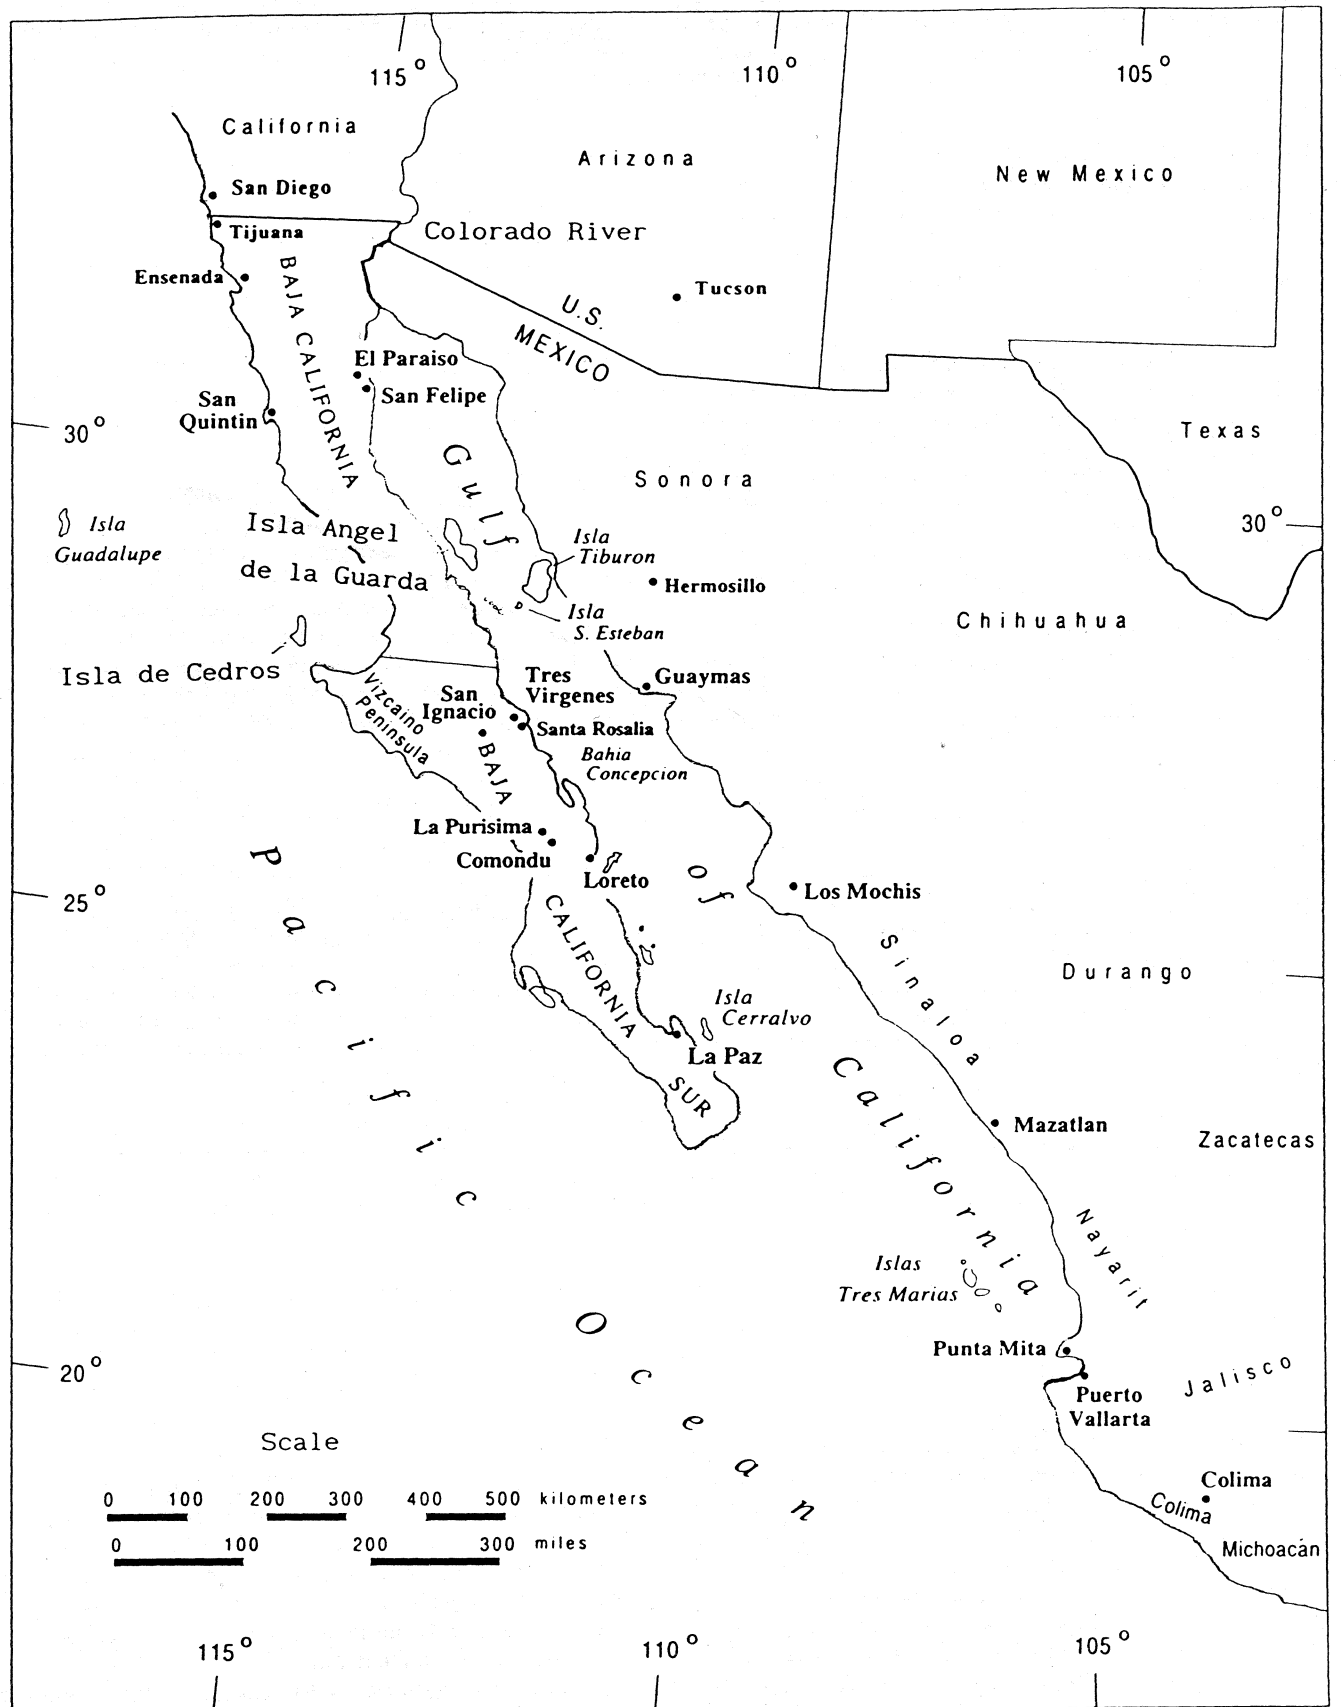 115°
110°
105°
California
Arizona
New Mexico
San Diego
Tijuana
Colorado River
Ensenada
BAJA CALIFORNIA
Tucson
U.S.
MEXICO
El Paraiso
San Felipe
San
Quintin
30°
Gulf
Sonora
Texas
Isla
Guadalupe
Isla Angel
de la Guarda
Isla
Tiburon
30°
Hermosillo
Isla
S. Esteban
Chihuahua
Isla de Cedros
Vizcaino
Peninsula
San
Ignacio
Tres
Virgenes
Guaymas
Santa Rosalia
BAJA
Bahia
Concepcion
La Purisima
Comondu
Loreto
Pacific
of
Los Mochis
25°
CALIFORNIA
Sinaloa
Durango
Isla
Cerralvo
La Paz
SUR
California
Mazatlan
Zacatecas
Nayarit
Islas
Tres Marias
Ocean
Punta Mita
20°
Jalisco
Puerto
Vallarta
Scale
0 100 200 300 400 500 kilometers
0 100 200 300 miles
Colima
Colima
Michoacán
115°
110°
105°